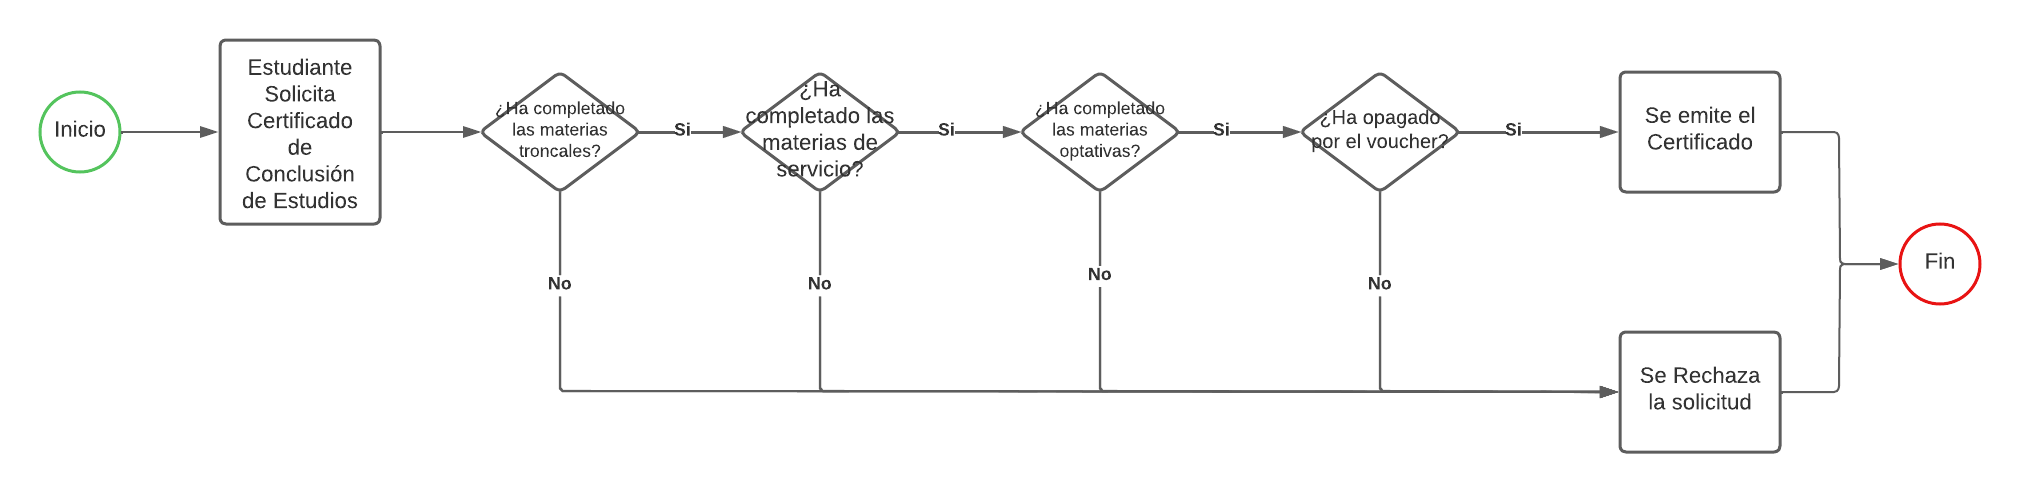 Inicio
Estudiante
Solicita
Certificado
de
Conclusión
de Estudios
¿Ha completado
las materias
troncales?
Si
¿Ha
completado las
materias de
servicio?
Si
¿Ha completado
las materias
optativas?
Si
¿Ha opagado
por el voucher?
Si
Se emite el
Certificado
No
No
No
No
Fin
Se Rechaza
la solicitud